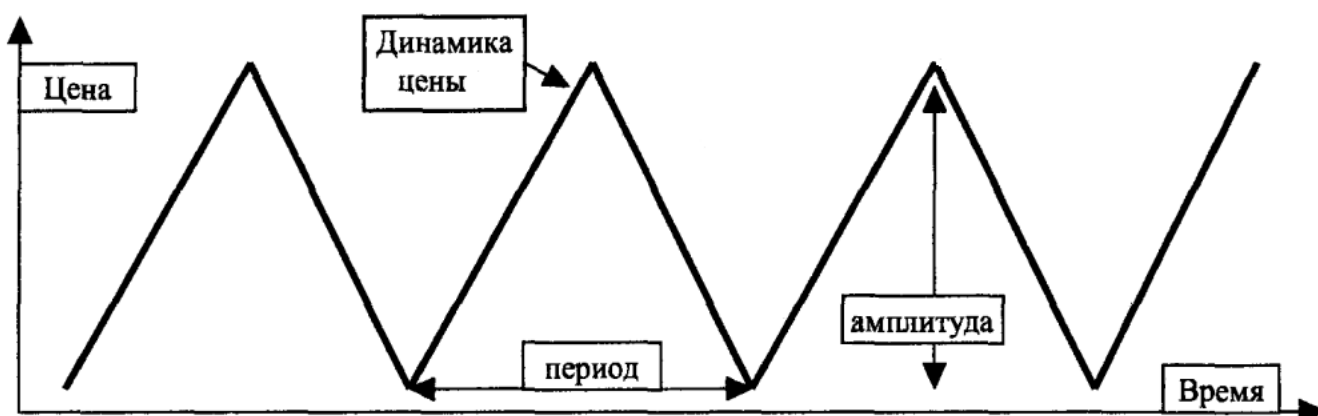 Цена
Динамика
цены
период
амплитуда
Время